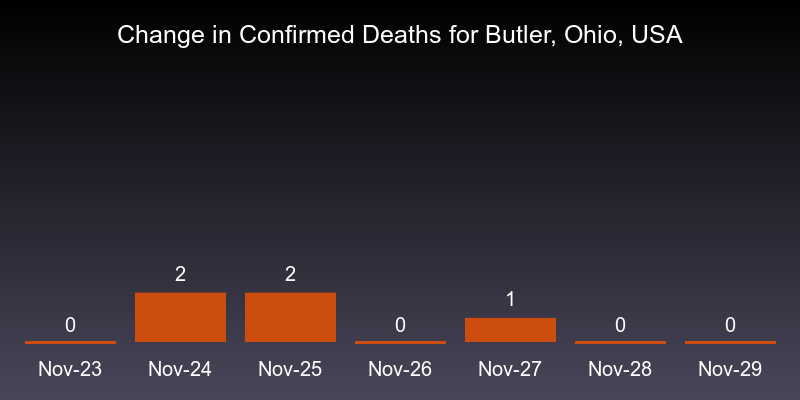 Change in Confirmed Deaths for Butler, Ohio, USA
0 2 2 0 1 0 0
Nov-23 Nov-24 Nov-25 Nov-26 Nov-27 Nov-28 Nov-29